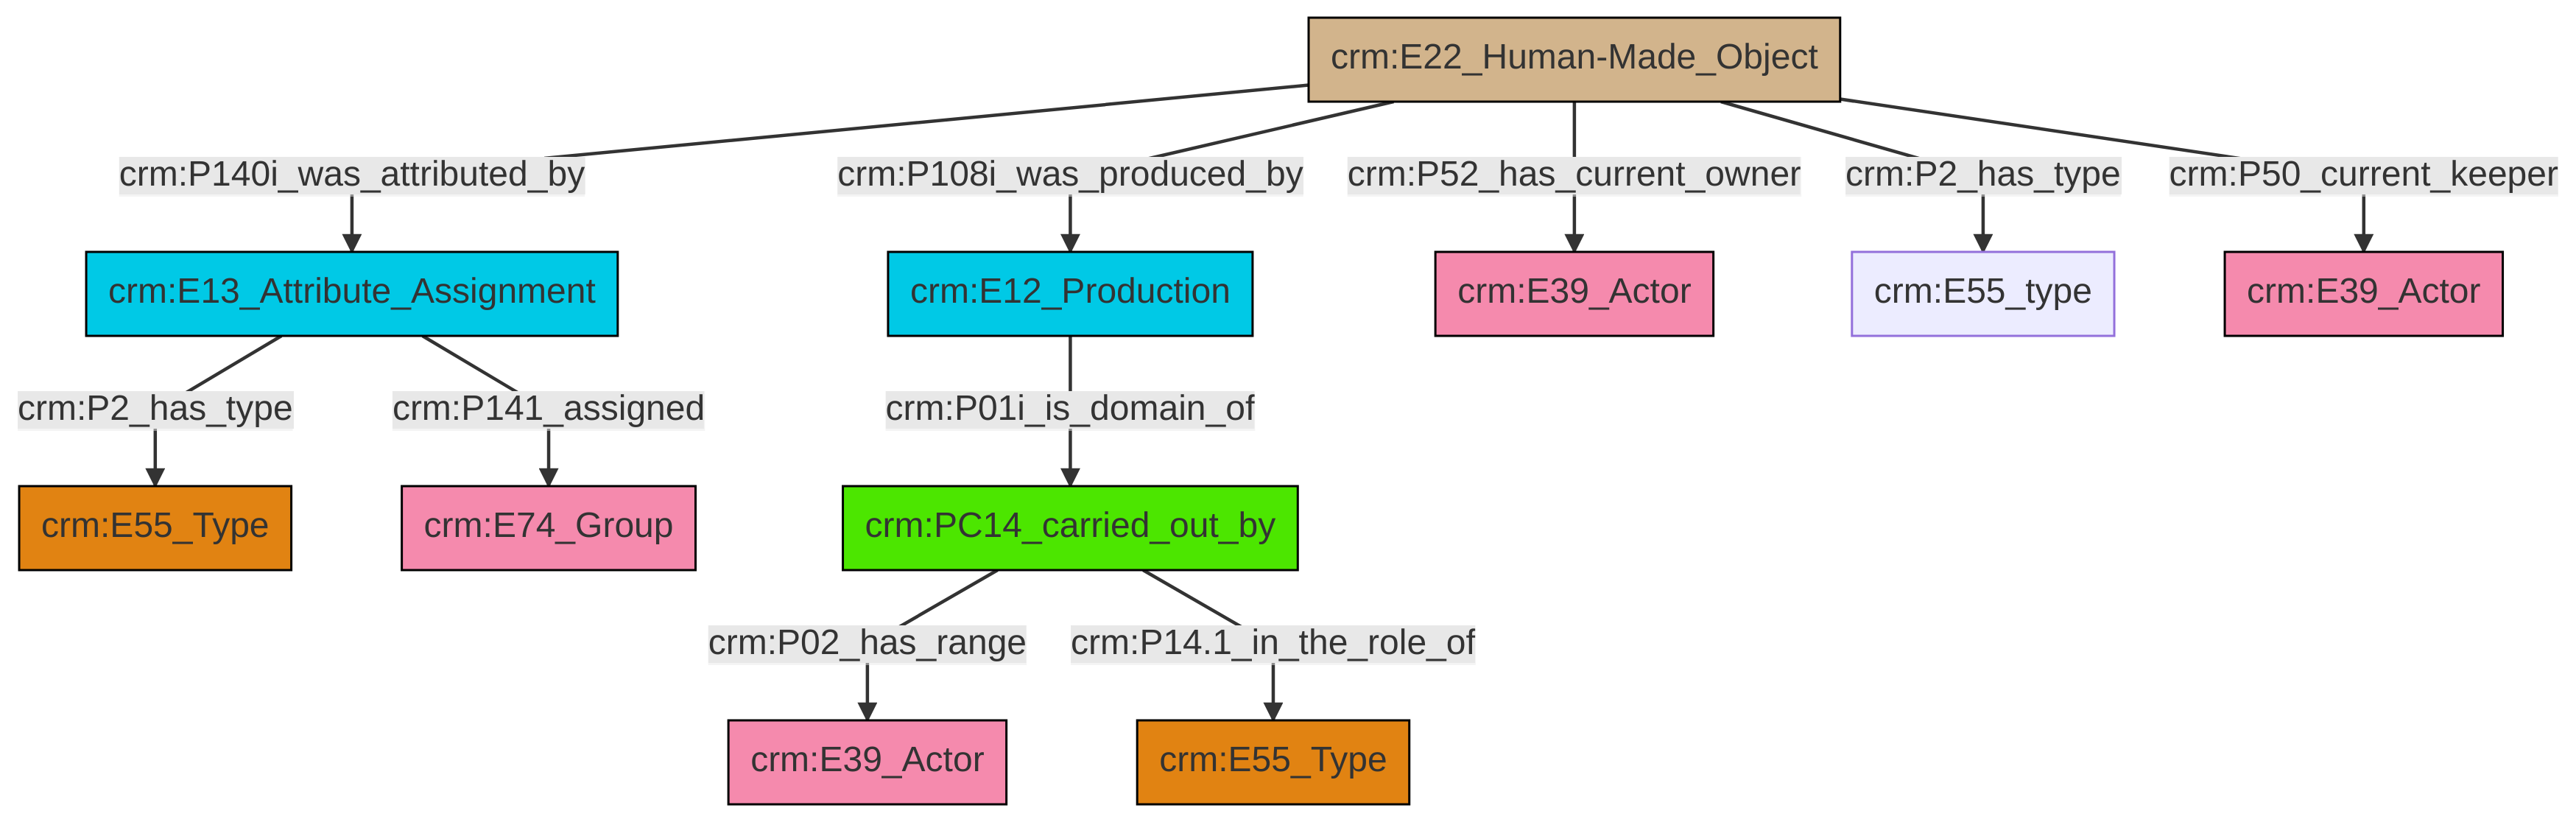 crm:E22_Human-Made_Object
crm:P140i_was_attributed_by
crm:P108i_was_produced_by
crm:P52_has_current_owner
crm:P2_has_type
crm:P50_current_keeper
crm:E13_Attribute_Assignment
crm:E12_Production
crm:E39_Actor
crm:E55_type
crm:E39_Actor
crm:P2_has_type
crm:P141_assigned
crm:P01i_is_domain_of
crm:E55_Type
crm:E74_Group
crm:PC14_carried_out_by
crm:P02_has_range
crm:P14.1_in_the_role_of
crm:E39_Actor
crm:E55_Type